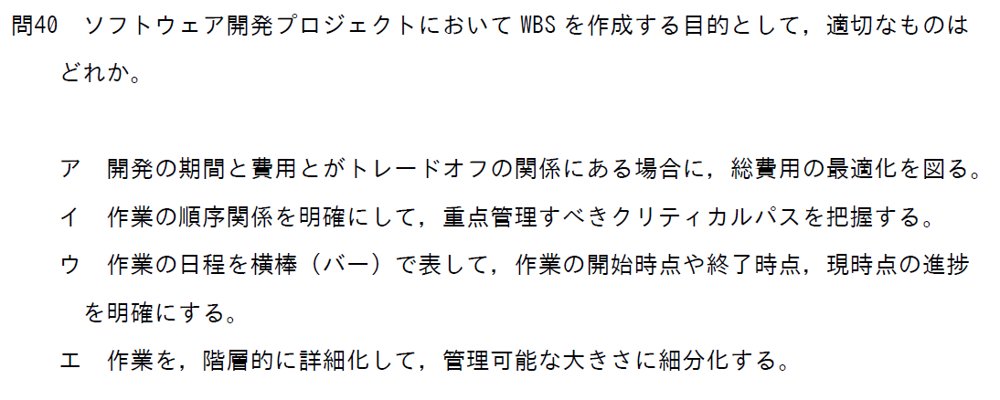 問40　ソフトウェア開発プロジェクトにおいて WBS を作成する目的として，適切なものは
どれか。
ア　開発の期間と費用とがトレードオフの関係にある場合に，総費用の最適化を図る。
イ　作業の順序関係を明確にして，重点管理すべきクリティカルパスを把握する。
ウ　作業の日程を横棒（バー）で表して，作業の開始時点や終了時点，現時点の進捗
を明確にする。
エ　作業を，階層的に詳細化して，管理可能な大きさに細分化する。